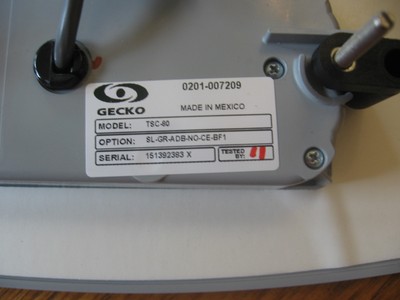 0201-007209
GECKO
MADE IN MEXICO
MODEL: TSC-80
OPTION: SL-GR-ADB-NO-CE-BF1
SERIAL: 151392383 X
TESTED BY: